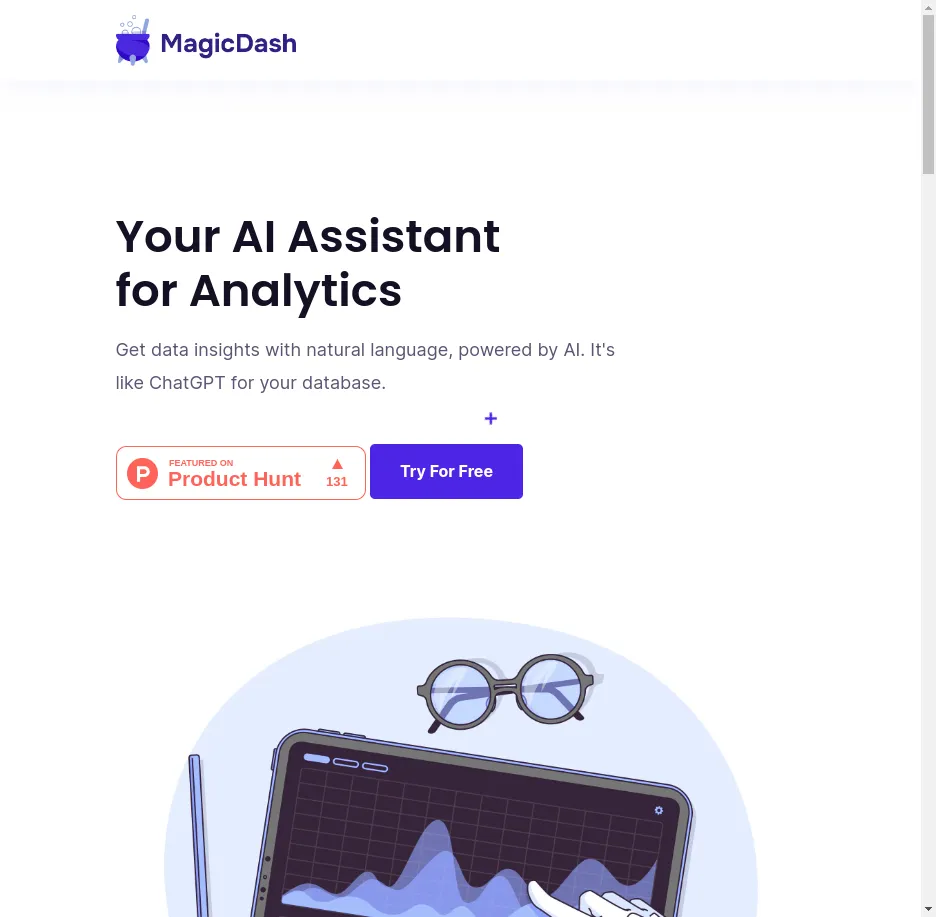 MagicDash
Your AI Assistant
for Analytics
Get data insights with natural language, powered by AI. It's
like ChatGPT for your database.
FEATURED ON
Product Hunt
131
Try For Free